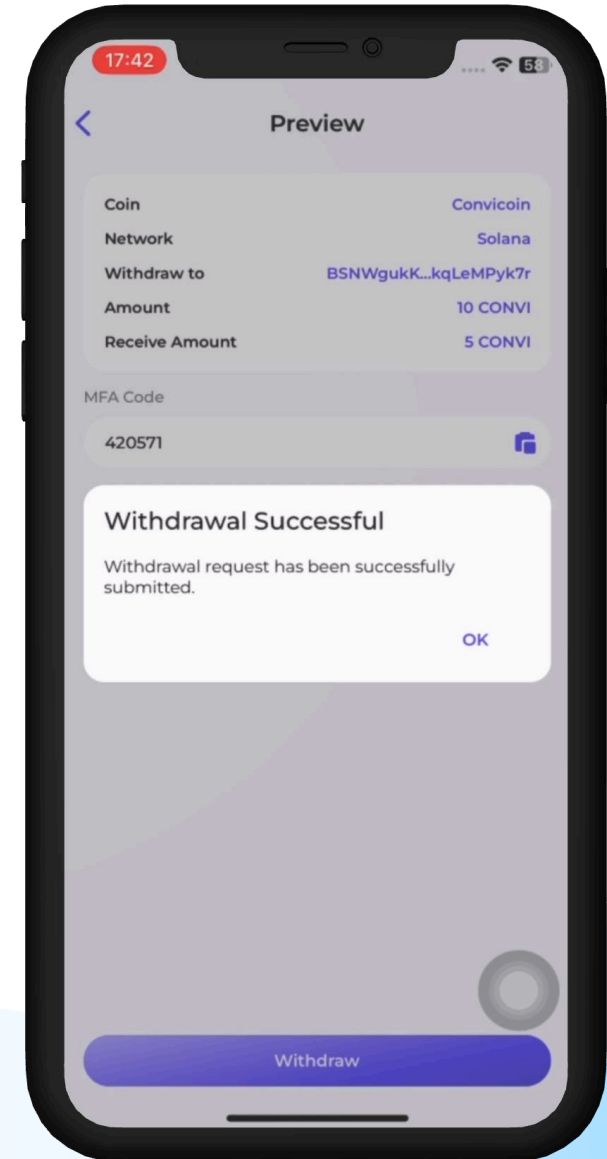 17:42
58
Preview
Coin Convicoin
Network Solana
Withdraw to BSNWgukK...kqLeMPyk7r
Amount 10 CONVI
Receive Amount 5 CONVI
MFA Code
420571
Withdrawal Successful
Withdrawal request has been successfully
submitted.
OK
Withdraw